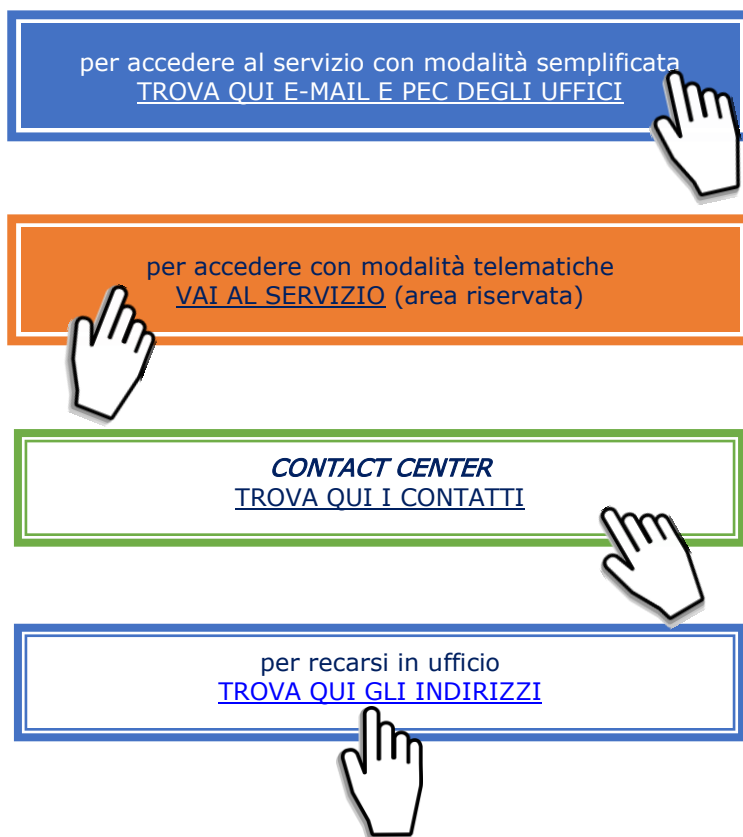 per accedere al servizio con modalità semplificata
TROVA QUI E-MAIL E PEC DEGLI UFFICI
per accedere con modalità telematiche
VAI AL SERVIZIO (area riservata)
CONTACT CENTER
TROVA QUI I CONTATTI
per recarsi in ufficio
TROVA QUI GLI INDIRIZZI